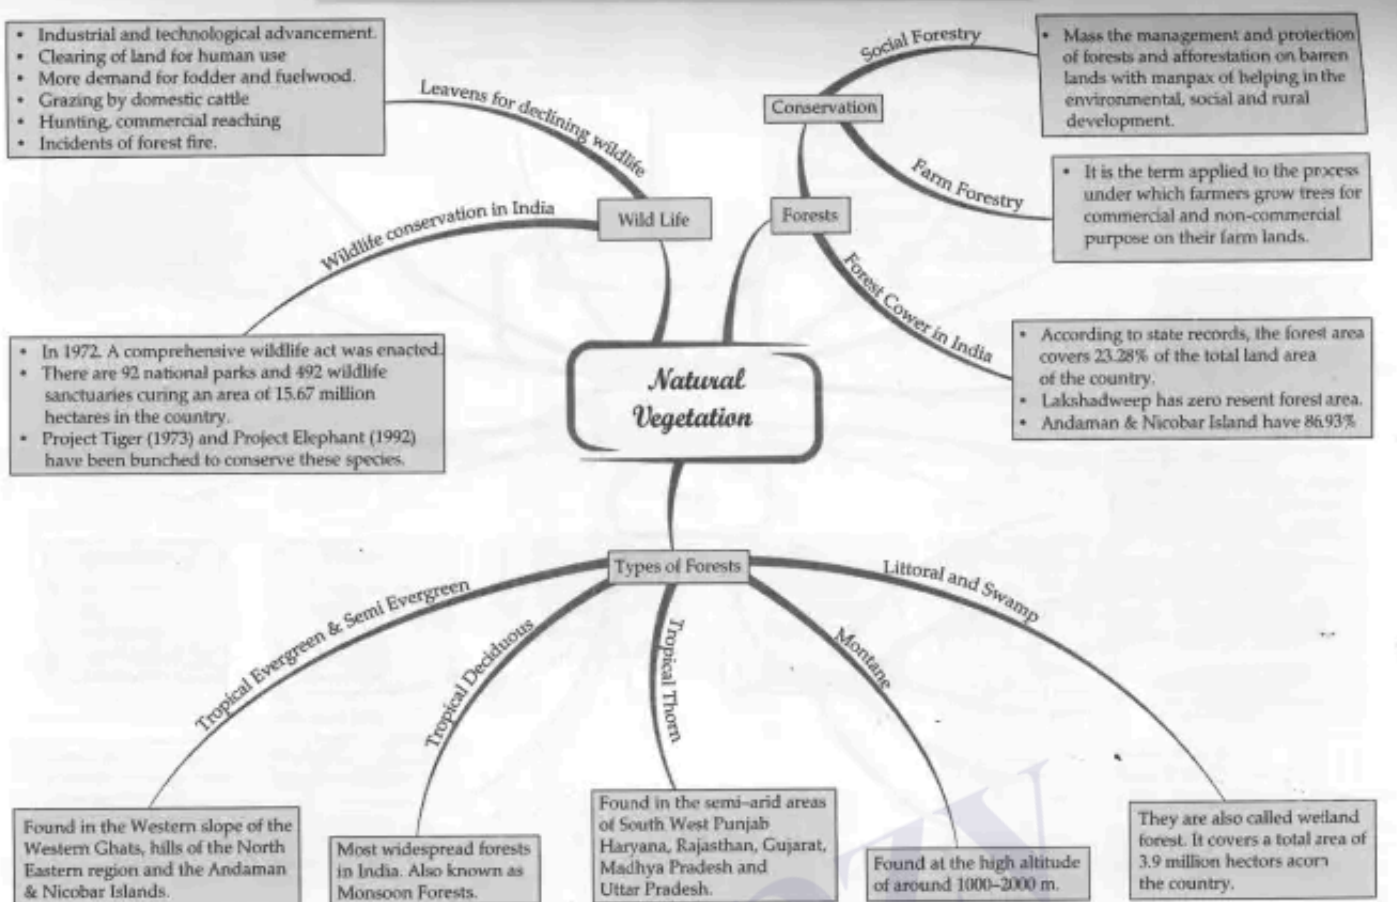 • Industrial and technological advancement.
• Clearing of land for human use
• More demand for fodder and fuelwood.
• Grazing by domestic cattle
• Hunting, commercial reaching
• Incidents of forest fire.
Leavens for declining wildlife
Wildlife conservation in India
Wild Life
• In 1972. A comprehensive wildlife act was enacted.
• There are 92 national parks and 492 wildlife
sanctuaries curing an area of 15.67 million
hectares in the country.
• Project Tiger (1973) and Project Elephant (1992)
have been bunched to conserve these species.
Social Forestry
Conservation
• Mass the management and protection
of forests and afforestation on barren
lands with manpax of helping in the
environmental, social and rural
development.
Farm Forestry
Forests
• It is the term applied to the process
under which farmers grow trees for
commercial and non-commercial
purpose on their farm lands.
Forest Cower in India
• According to state records, the forest area
covers 23.28% of the total land area
of the country.
• Lakshadweep has zero resent forest area.
• Andaman & Nicobar Island have 86.93%
Natural
Vegetation
Types of Forests
Tropical Evergreen & Semi Evergreen
Tropical Deciduous
Tropical Thorn
Montane
Littoral and Swamp
Found in the Western slope of the
Western Ghats, hills of the North
Eastern region and the Andaman
& Nicobar Islands.
Most widespread forests
in India. Also known as
Monsoon Forests.
Found in the semi-arid areas
of South West Punjab
Haryana, Rajasthan, Gujarat,
Madhya Pradesh and
Uttar Pradesh.
Found at the high altitude
of around 1000–2000 m.
They are also called wetland
forest. It covers a total area of
3.9 million hectors acorn
the country.